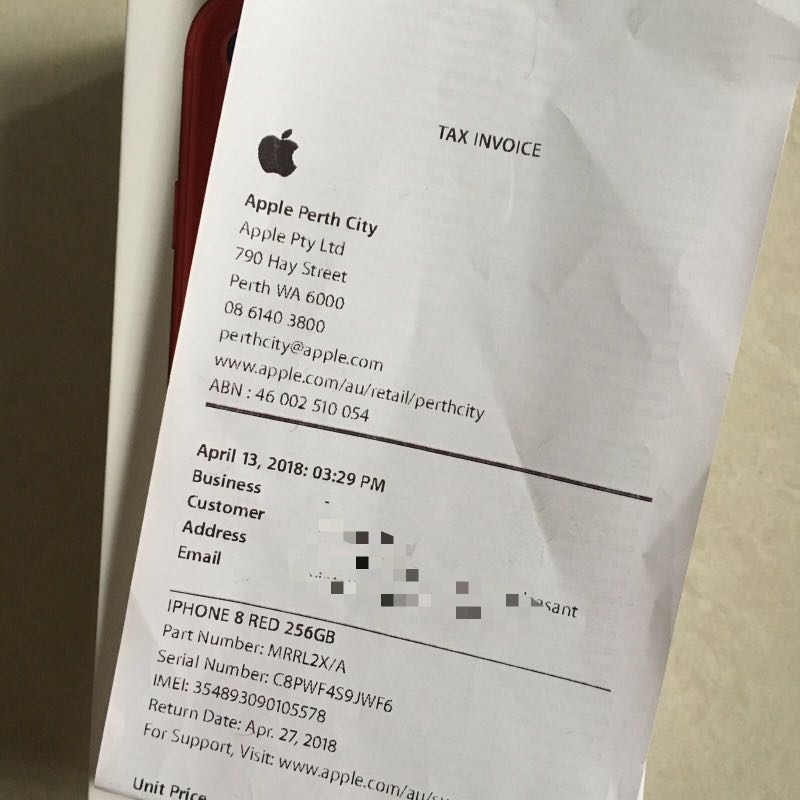 TAX INVOICE
Apple Perth City
Apple Pty Ltd
790 Hay Street
Perth WA 6000
08 6140 3800
perthcity@apple.com
www.apple.com/au/retail/perthcity
ABN : 46 002 510 054
April 13, 2018: 03:29 PM
Business -
Customer
Address
Email
IPHONE 8 RED 256GB
Part Number: MRRL2X/A
Serial Number: C8PWF4S9JWF6
IMEI: 354893090105578
Return Date: Apr. 27, 2018
For Support, Visit: www.apple.com/au/su
Unit Price